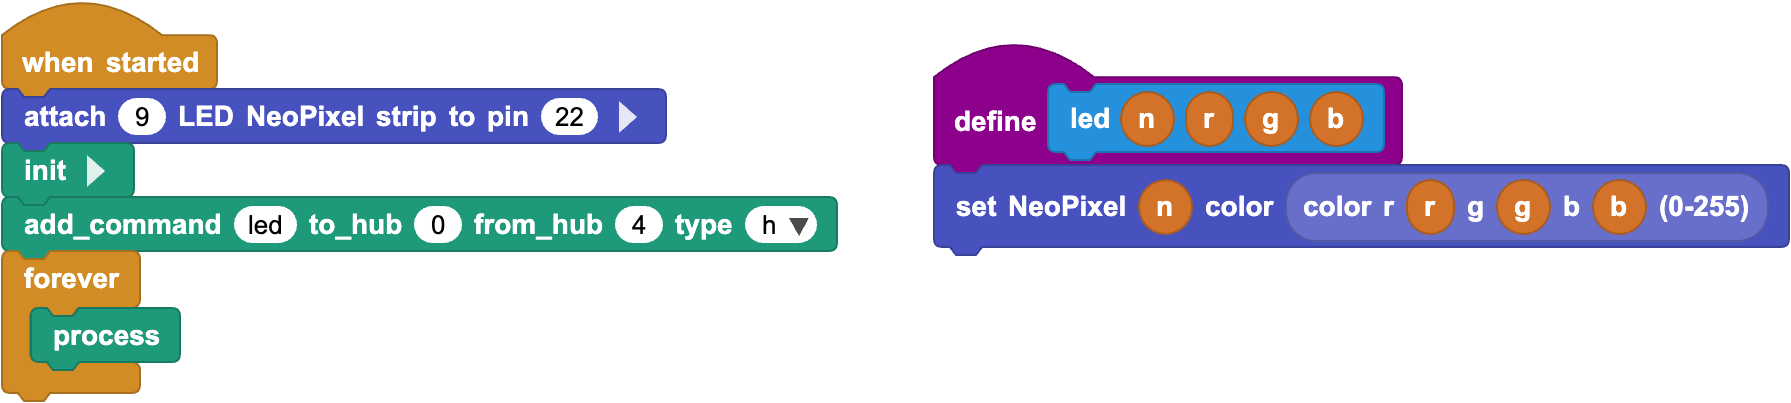 when started
attach 9 LED NeoPixel strip to pin 22
init
add_command led to_hub 0 from_hub 4 type h
forever
process
define led n r g b
set NeoPixel n color color r r g g b b (0-255)